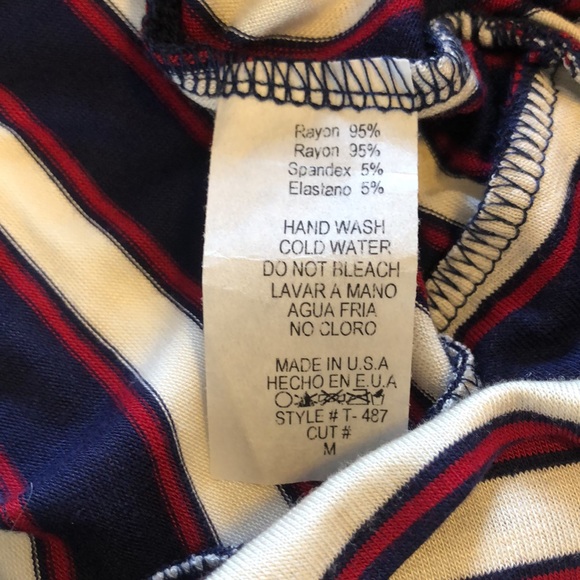 Rayon 95%
Rayon 95%
Spandex 5%
Elastano 5%
HAND WASH
COLD WATER
DO NOT BLEACH
LAVAR A MANO
AGUA FRIA
NO CLORO
MADE IN U.S.A
HECHO EN E.U.A
STYLE # T- 487
CUT #
M